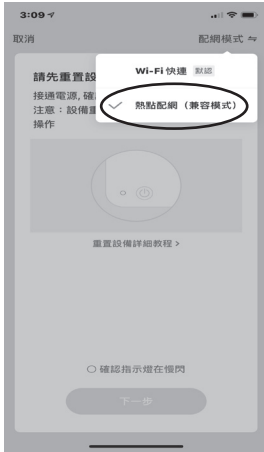 3:09
取消
配網模式
請先重置設
Wi-Fi 快連 默認
接通電源,確
熱點配網（兼容模式）
注意：設備重
操作
重置設備詳細教程 >
確認指示燈在慢閃
下一步